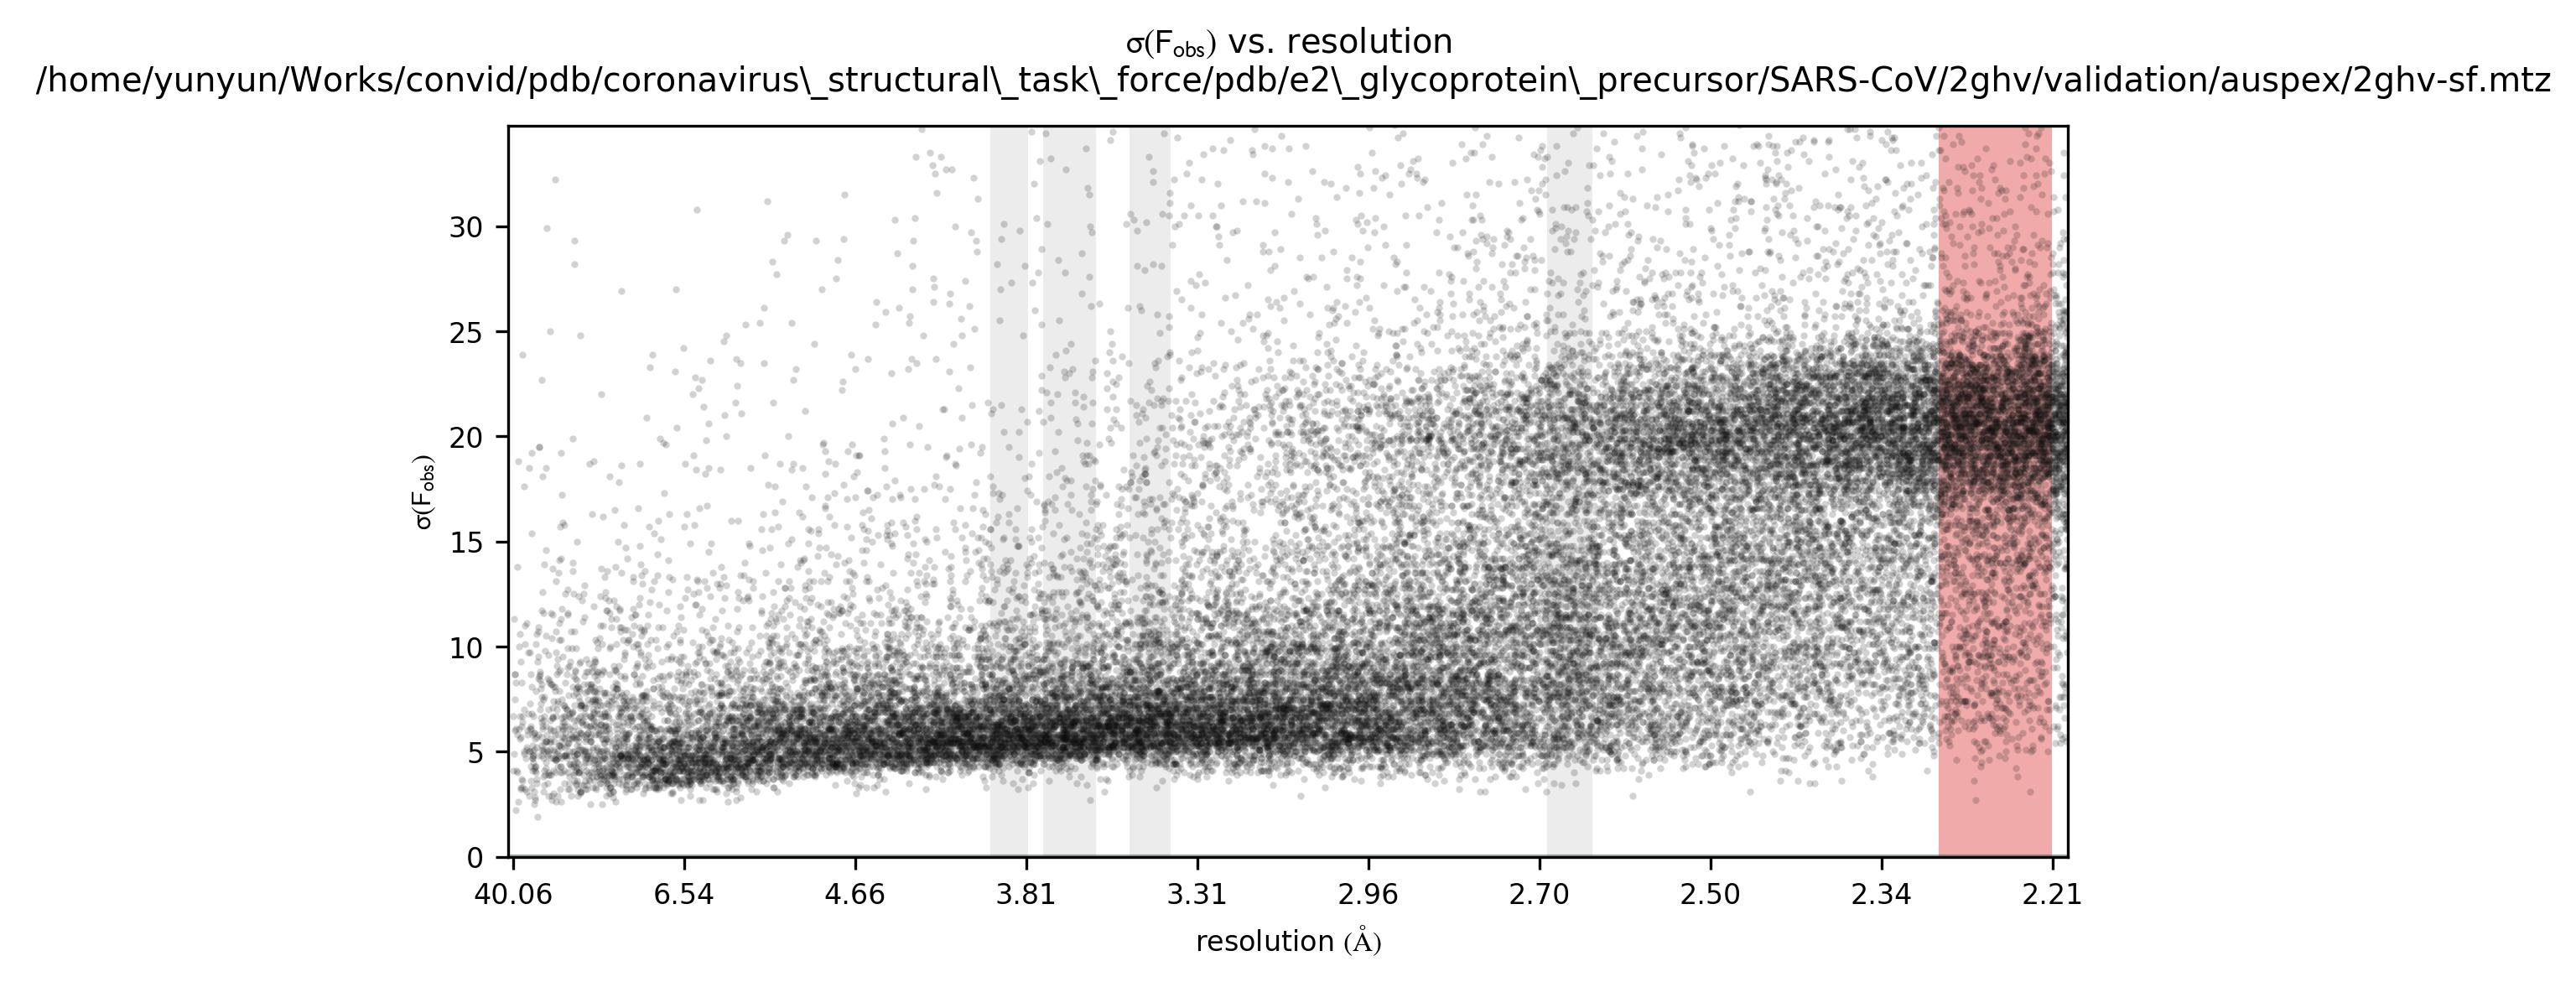 σ(Fobs) vs. resolution
/home/yunyun/Works/convid/pdb/coronavirus\_structural\_task\_force/pdb/e2\_glycoprotein\_precursor/SARS-CoV/2ghv/validation/auspex/2ghv-sf.mtz
30
25
20
15
10
5
0
σ(Fobs)
40.06 6.54 4.66 3.81 3.31 2.96 2.70 2.50 2.34 2.21
resolution (Å)